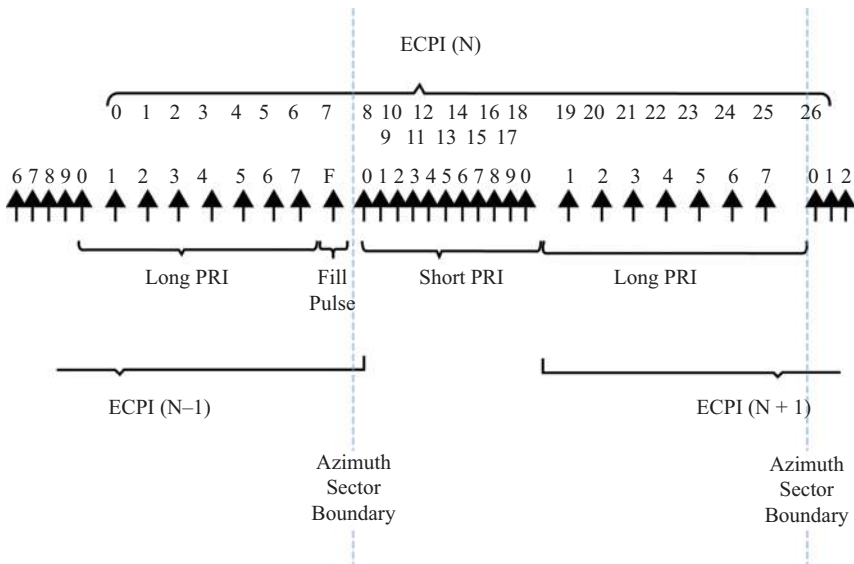 ECPI (N)
0 1 2 3 4 5 6 7 8 10 12 14 16 18 19 20 21 22 23 24 25 26
9 11 13 15 17
6 7 8 9 0 1 2 3 4 5 6 7 F 0 1 2 3 4 5 6 7 8 9 0 1 2 3 4 5 6 7 0 1 2
Long PRI Fill Short PRI Long PRI
Pulse
ECPI (N–1) ECPI (N + 1)
Azimuth Azimuth
Sector Sector
Boundary Boundary